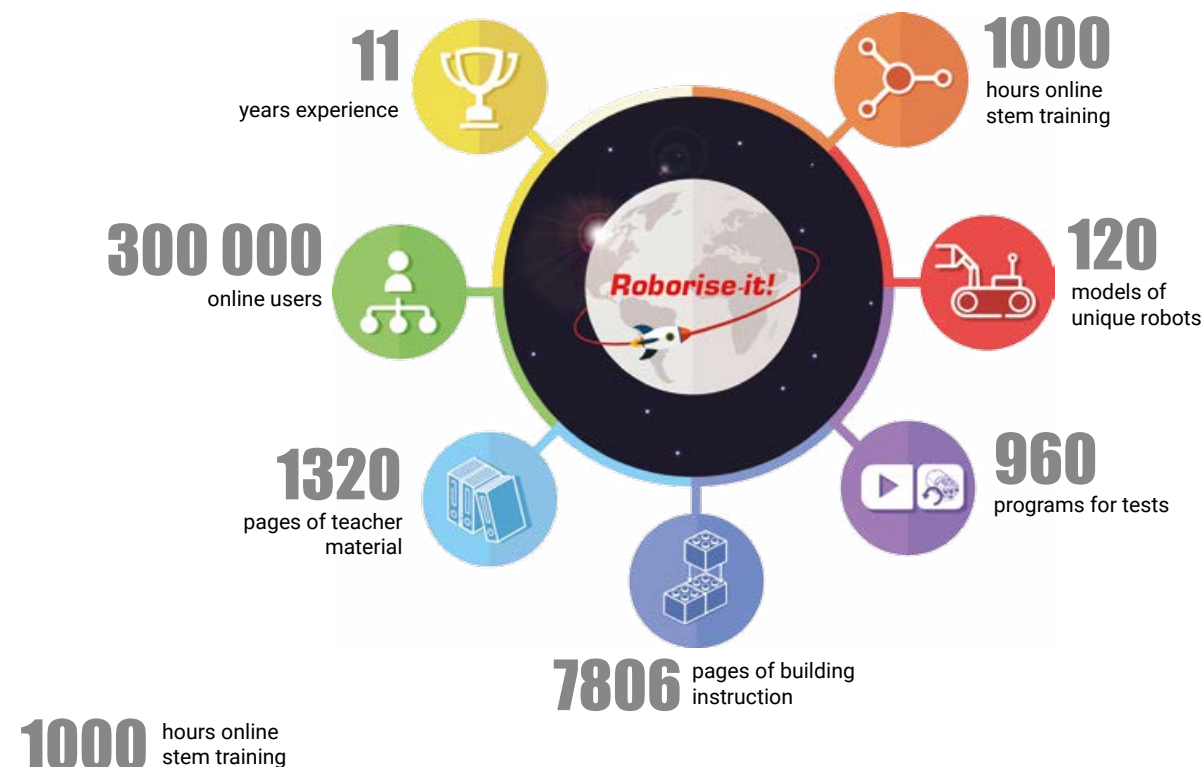 11
years experience
1000
hours online
stem training
300 000
online users
Roborise-it!
120
models of
unique robots
1320
pages of teacher
material
960
programs for tests
7806
pages of building
instruction
1000
hours online
stem training